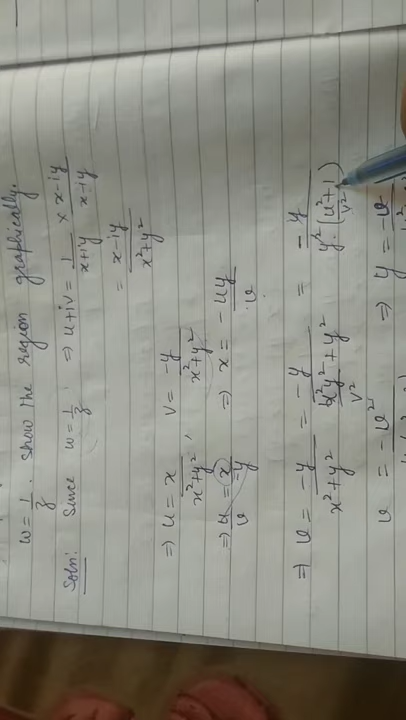 w = 1/z. Show the region graphically.
Soln: Since w = 1/z ⇒ u+iv = 1/(x+iy) × (x-iy)/(x-iy)
= (x-iy)/(x²+y²)
⇒ u = x/(x²+y²), v = -y/(x²+y²)
⇒ u/v = x/-y ⇒ x = -uy/v
⇒ v = -y/(x²+y²) = -y/(u²y²/v² + y²) = -y/(y²(u²/v²+1))
v = -v² ⇒ y = -v